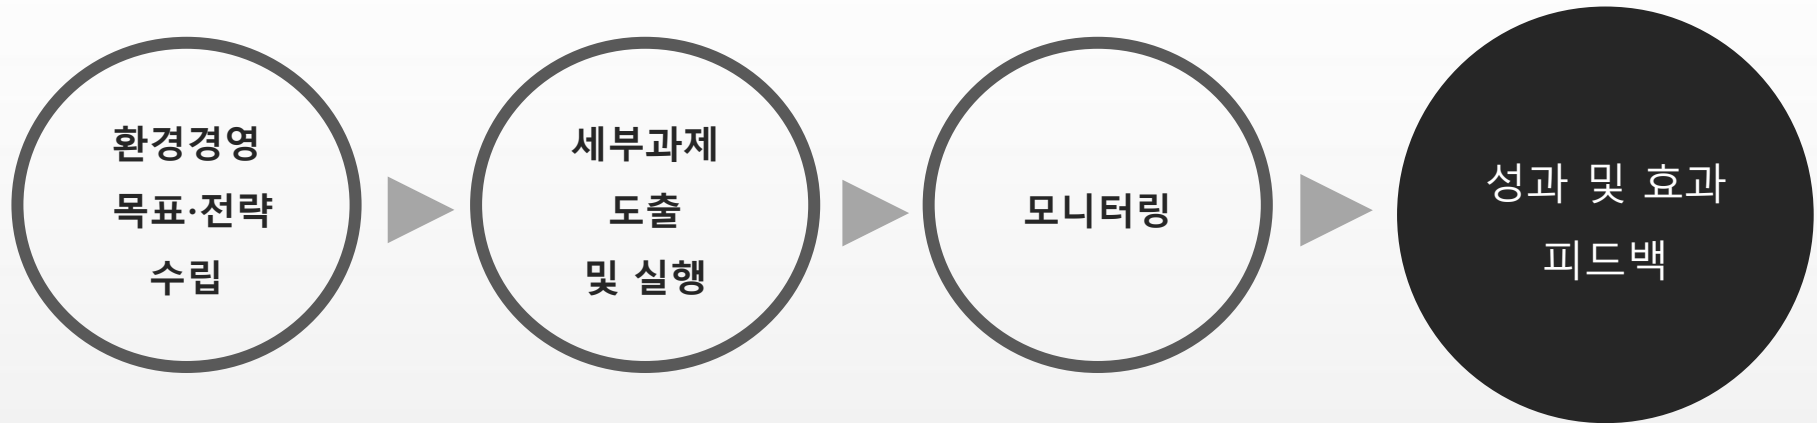 환경경영
목표·전략
수립
세부과제
도출
및 실행
모니터링
성과 및 효과
피드백